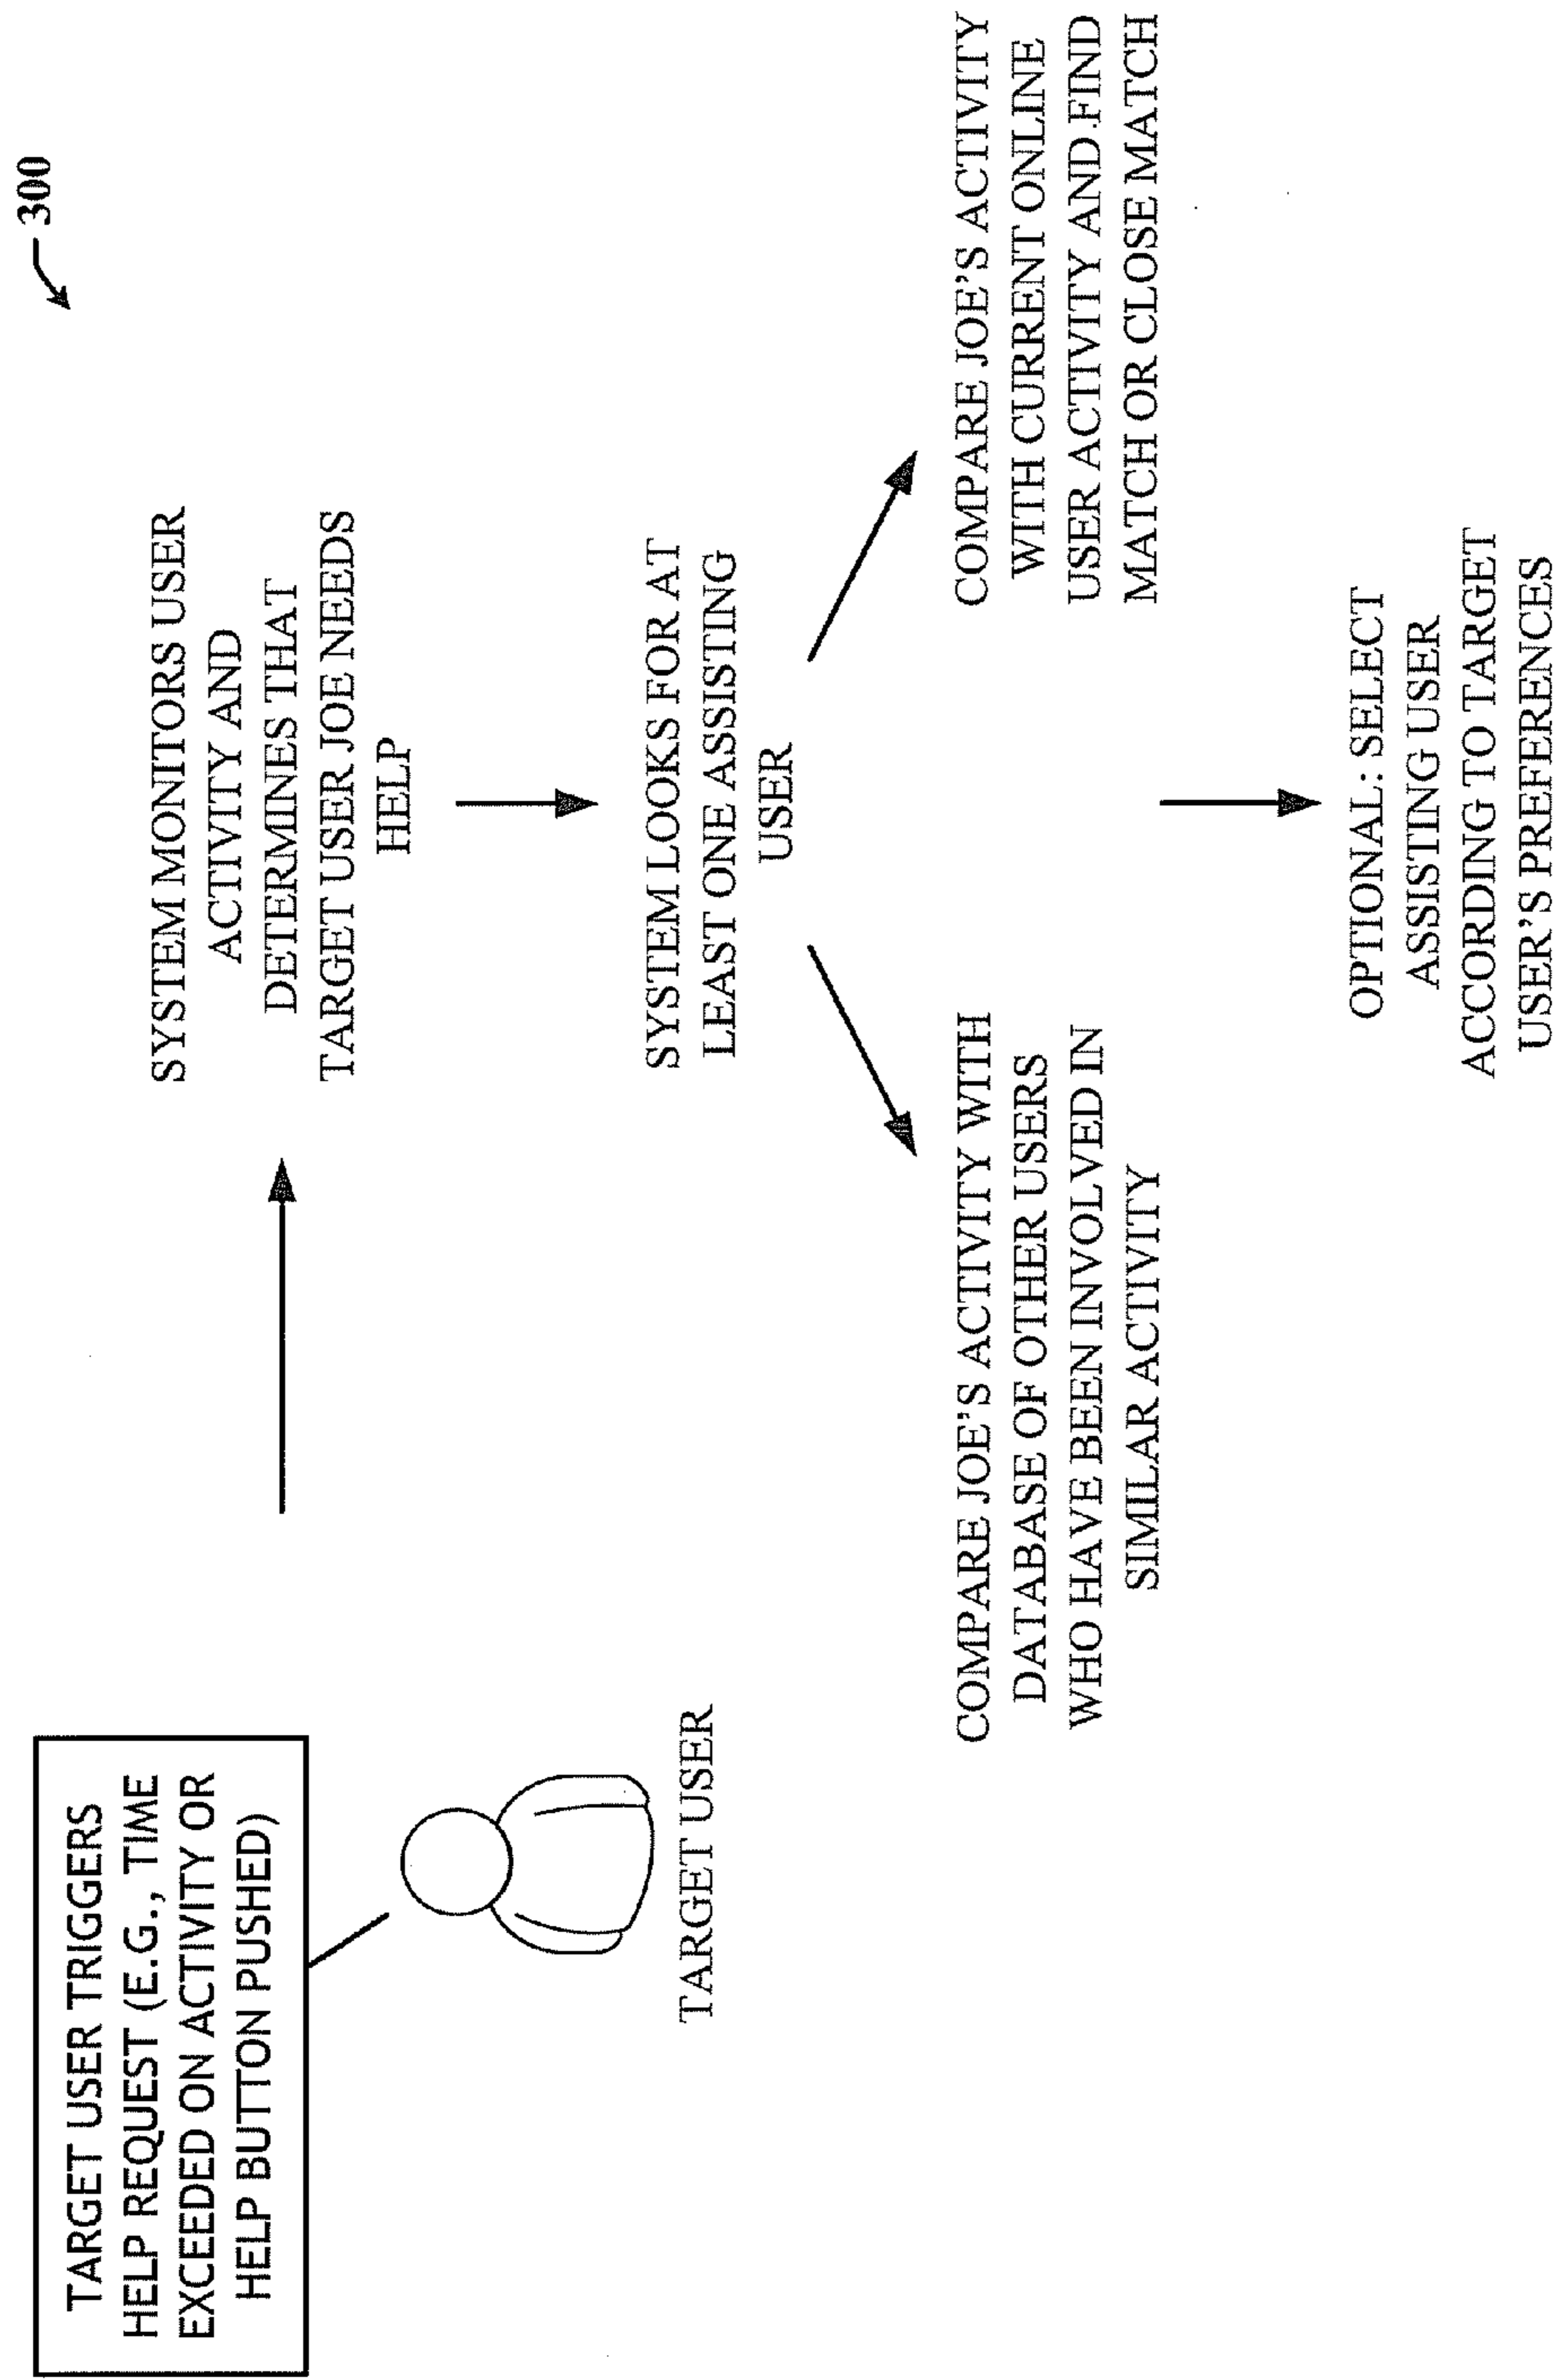 300
TARGET USER TRIGGERS
HELP REQUEST (E.G., TIME
EXCEEDED ON ACTIVITY OR
HELP BUTTON PUSHED)
TARGET USER
SYSTEM MONITORS USER
ACTIVITY AND
DETERMINES THAT
TARGET USER JOE NEEDS
HELP
SYSTEM LOOKS FOR AT
LEAST ONE ASSISTING
USER
COMPARE JOE'S ACTIVITY WITH
DATABASE OF OTHER USERS
WHO HAVE BEEN INVOLVED IN
SIMILAR ACTIVITY
COMPARE JOE'S ACTIVITY
WITH CURRENT ONLINE
USER ACTIVITY AND FIND
MATCH OR CLOSE MATCH
OPTIONAL: SELECT
ASSISTING USER
ACCORDING TO TARGET
USER'S PREFERENCES